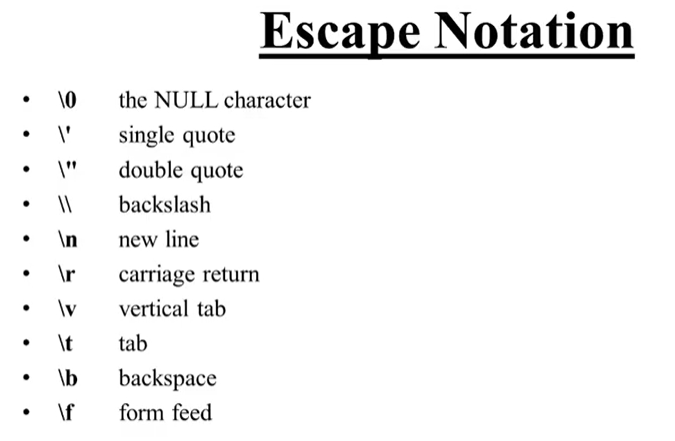 Escape Notation
• \0 the NULL character
• \' single quote
• \" double quote
• \\ backslash
• \n new line
• \r carriage return
• \v vertical tab
• \t tab
• \b backspace
• \f form feed